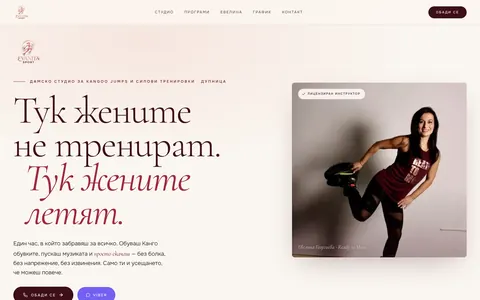 СТУДИО ПРОГРАМИ ЕВЕЛИНА ГРАФИК КОНТАКТ
ОБАДИ СЕ
SPORT
ДАМСКО СТУДИО ЗА KANGOO JUMPS И СИЛОВИ ТРЕНИРОВКИ · ДУПНИЦА
Тук жените
не тренират.
Тук жените
летят.
Един час, в който забравяш за всичко. Обуваш Канго
обувките, пускаш музиката и просто скачаш — без болка,
без напрежение, без извинения. Само ти и усещането,
че можеш повече.
ОБАДИ СЕ →
VIBER
ЛИЦЕНЗИРАН ИНСТРУКТОР